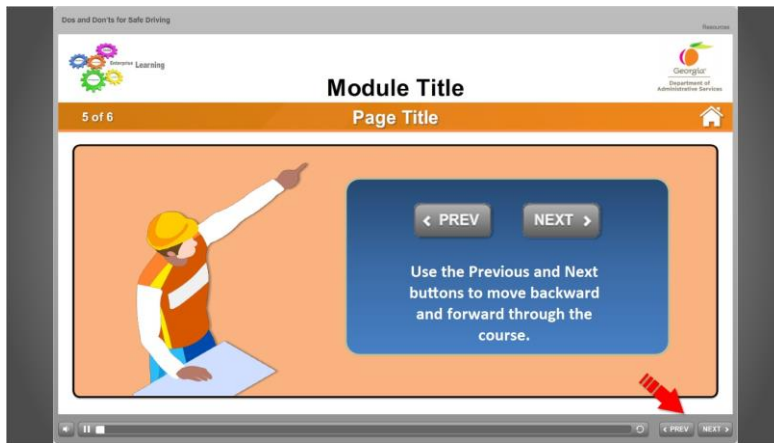 Dos and Don'ts for Safe Driving
Resources
Enterprise Learning
Georgia
Department of
Administrative Services
Module Title
5 of 6
Page Title
< PREV
NEXT >
Use the Previous and Next
buttons to move backward
and forward through the
course.
< PREV
NEXT >